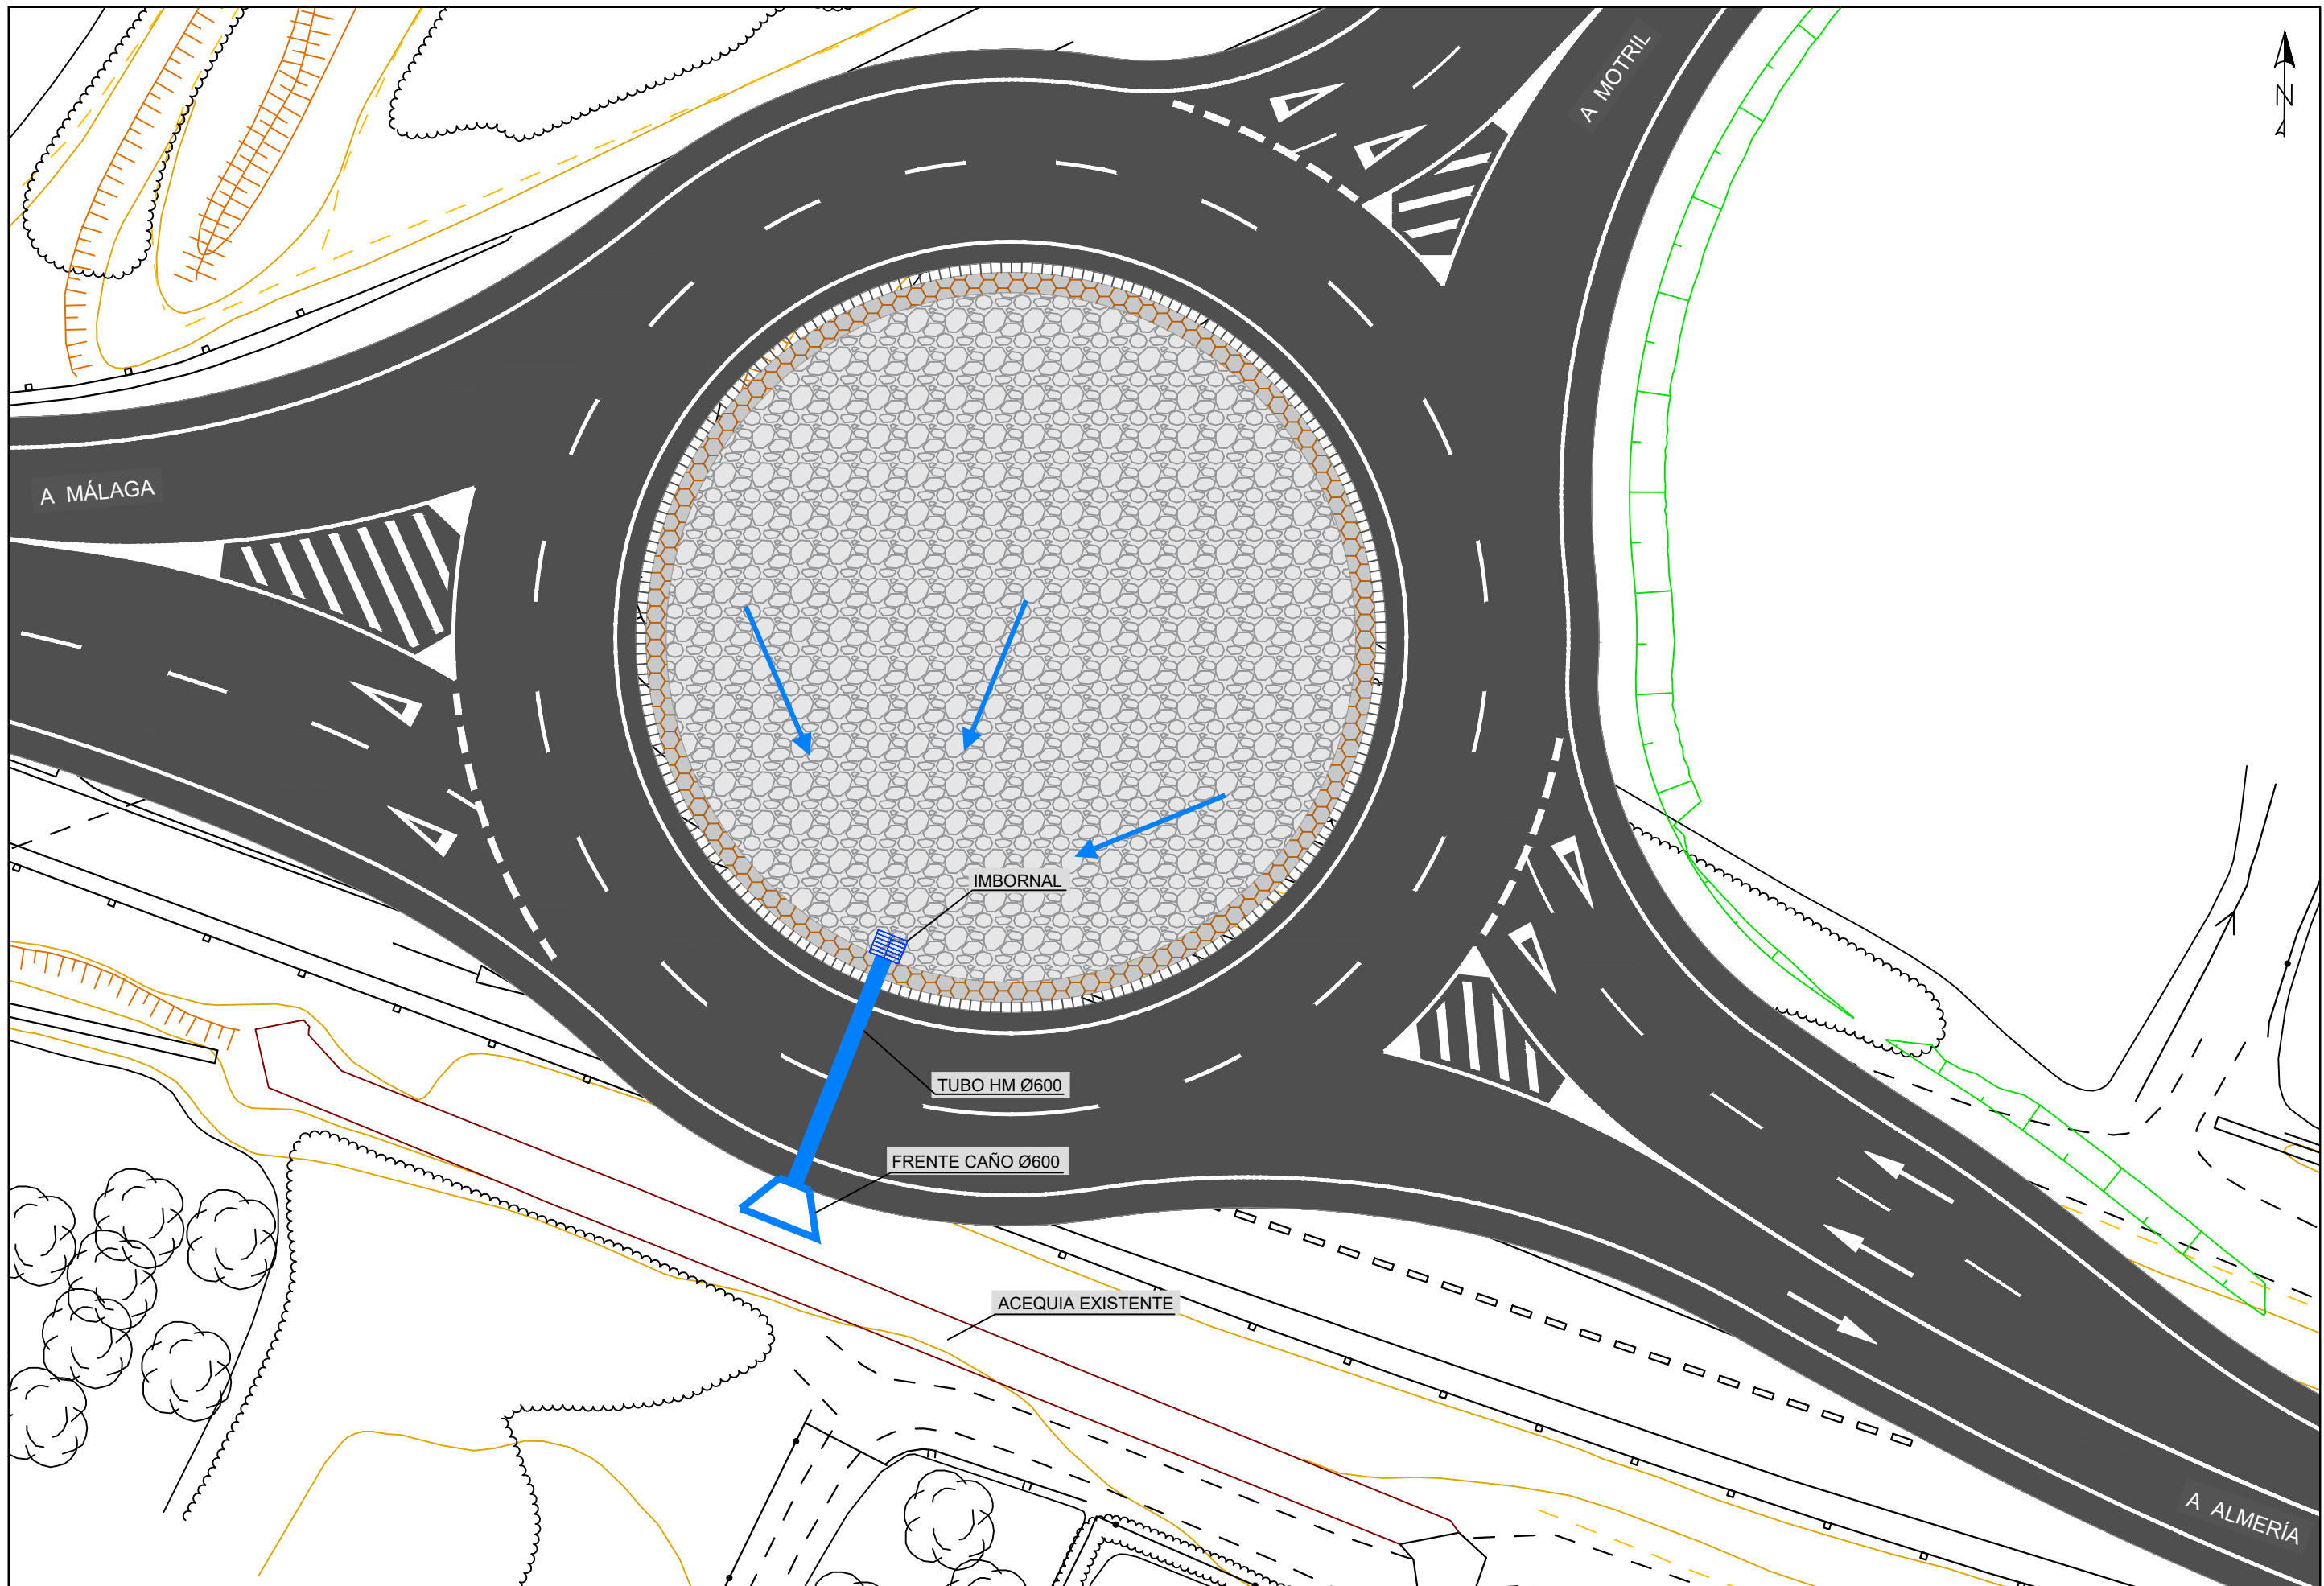 A MOTRIL
N
A MÁLAGA
IMBORNAL
TUBO HM Ø600
FRENTE CAÑO Ø600
ACEQUIA EXISTENTE
A ALMERÍA